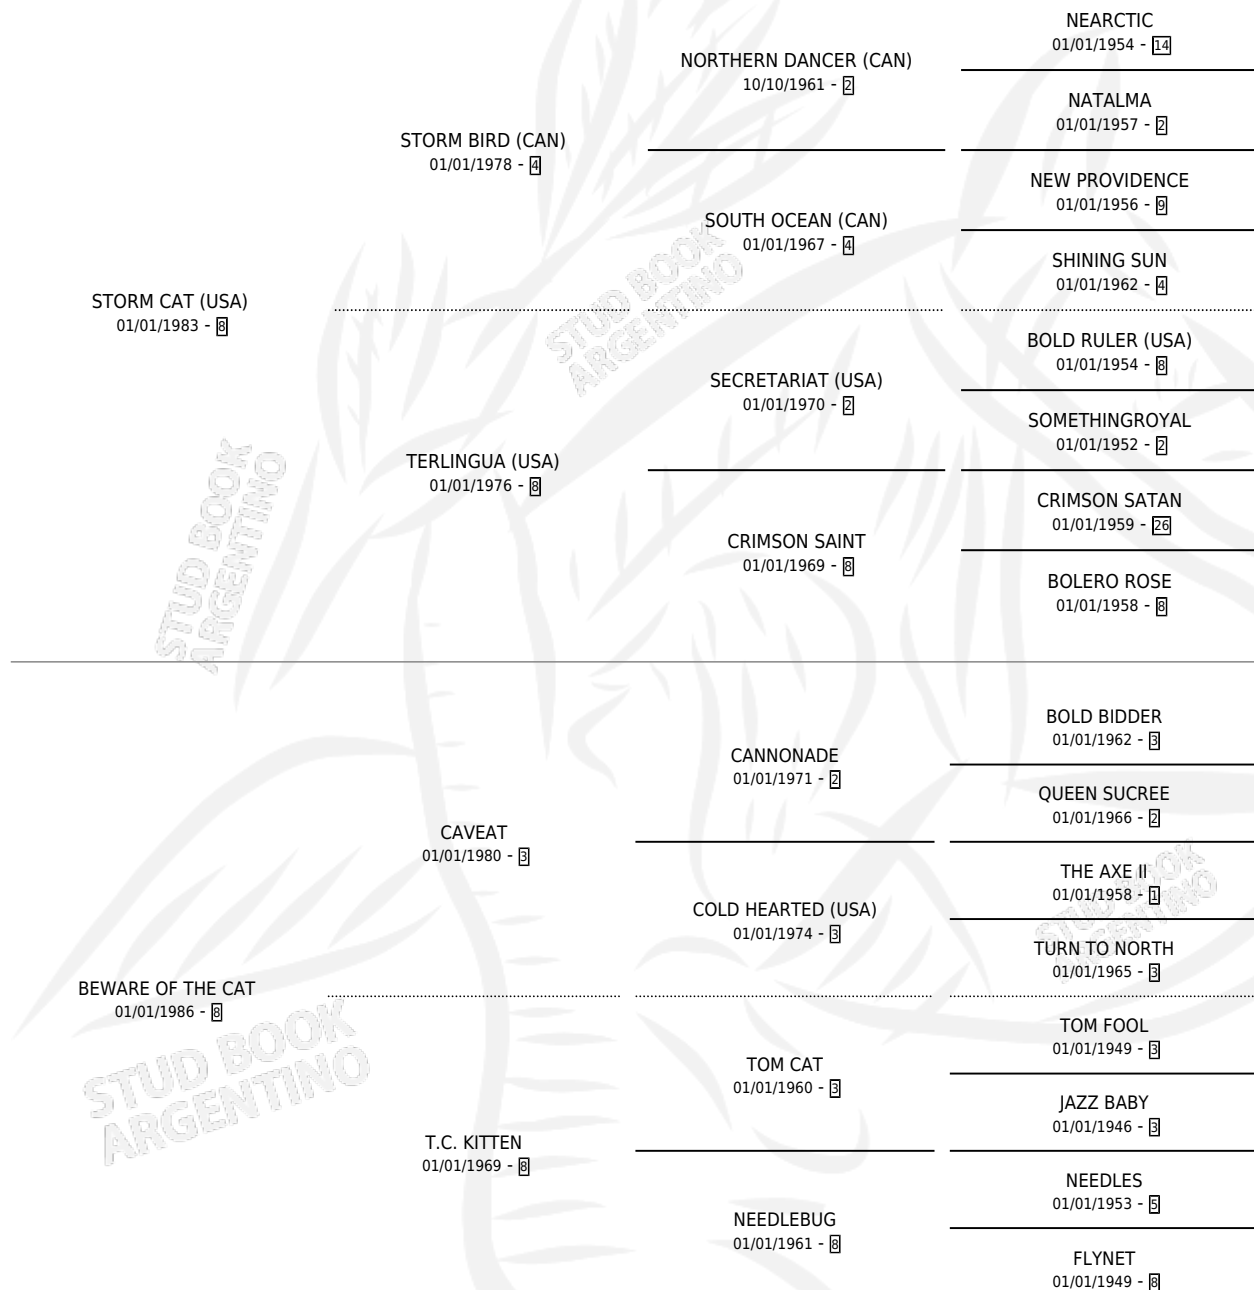 NEARCTIC
01/01/1954 - 14
NORTHERN DANCER (CAN)
10/10/1961 - 2
NATALMA
01/01/1957 - 2
STORM BIRD (CAN)
01/01/1978 - 4
NEW PROVIDENCE
01/01/1956 - 9
SOUTH OCEAN (CAN)
01/01/1967 - 4
SHINING SUN
01/01/1962 - 4
STORM CAT (USA)
01/01/1983 - 8
BOLD RULER (USA)
01/01/1954 - 8
SECRETARIAT (USA)
01/01/1970 - 2
SOMETHINGROYAL
01/01/1952 - 2
TERLINGUA (USA)
01/01/1976 - 8
CRIMSON SATAN
01/01/1959 - 26
CRIMSON SAINT
01/01/1969 - 8
BOLERO ROSE
01/01/1958 - 8
BOLD BIDDER
01/01/1962 - 3
CANNONADE
01/01/1971 - 2
QUEEN SUCREE
01/01/1966 - 2
CAVEAT
01/01/1980 - 3
THE AXE II
01/01/1958 - 1
COLD HEARTED (USA)
01/01/1974 - 3
TURN TO NORTH
01/01/1965 - 3
BEWARE OF THE CAT
01/01/1986 - 8
TOM FOOL
01/01/1949 - 3
TOM CAT
01/01/1960 - 3
JAZZ BABY
01/01/1946 - 3
T.C. KITTEN
01/01/1969 - 8
NEEDLES
01/01/1953 - 5
NEEDLEBUG
01/01/1961 - 8
FLYNET
01/01/1949 - 8
STUD BOOK
ARGENTINO
STUD BOOK
ARGENTINO
STUD BOOK
ARGENTINO
STUD BOOK
ARGENTINO